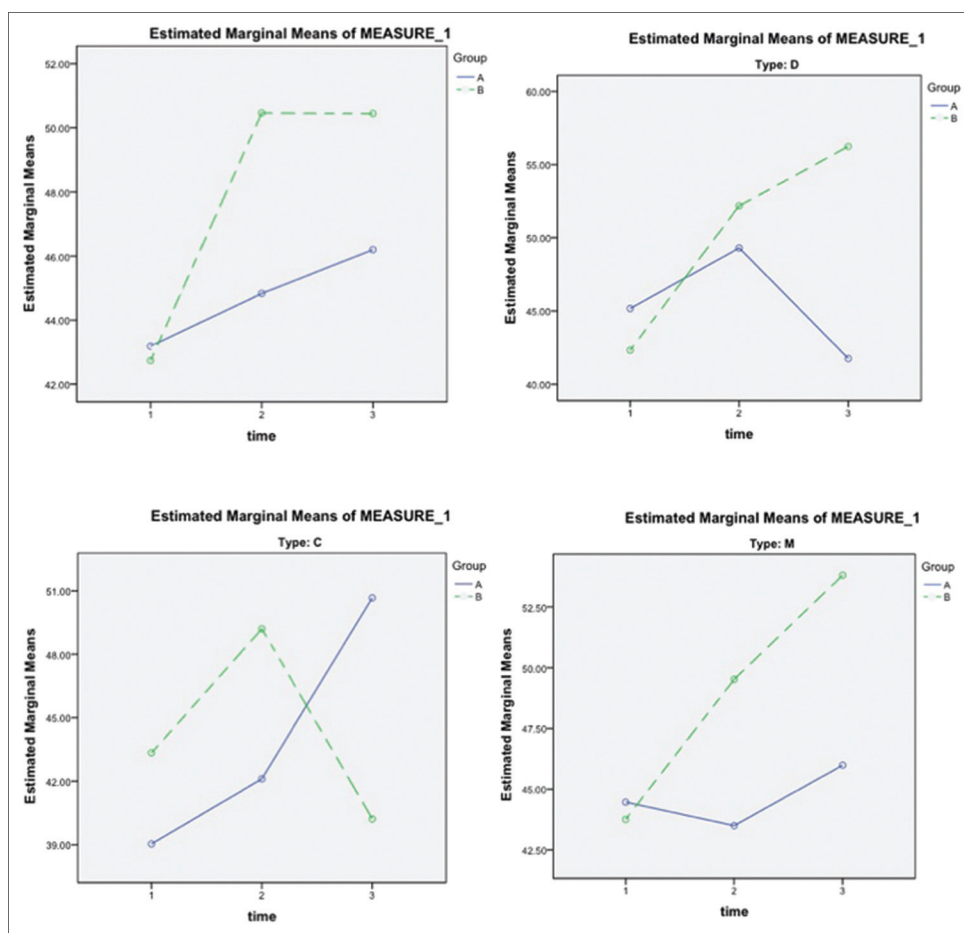 Estimated Marginal Means of MEASURE_1
Group
A
B
Estimated Marginal Means
52.00
50.00
48.00
46.00
44.00
42.00
1 2 3
time
Estimated Marginal Means of MEASURE_1
Type: D
Group
A
B
Estimated Marginal Means
60.00
55.00
50.00
45.00
40.00
1 2 3
time
Estimated Marginal Means of MEASURE_1
Type: C
Group
A
B
Estimated Marginal Means
51.00
48.00
45.00
42.00
39.00
1 2 3
time
Estimated Marginal Means of MEASURE_1
Type: M
Group
A
B
Estimated Marginal Means
52.50
50.00
47.50
45.00
42.50
1 2 3
time